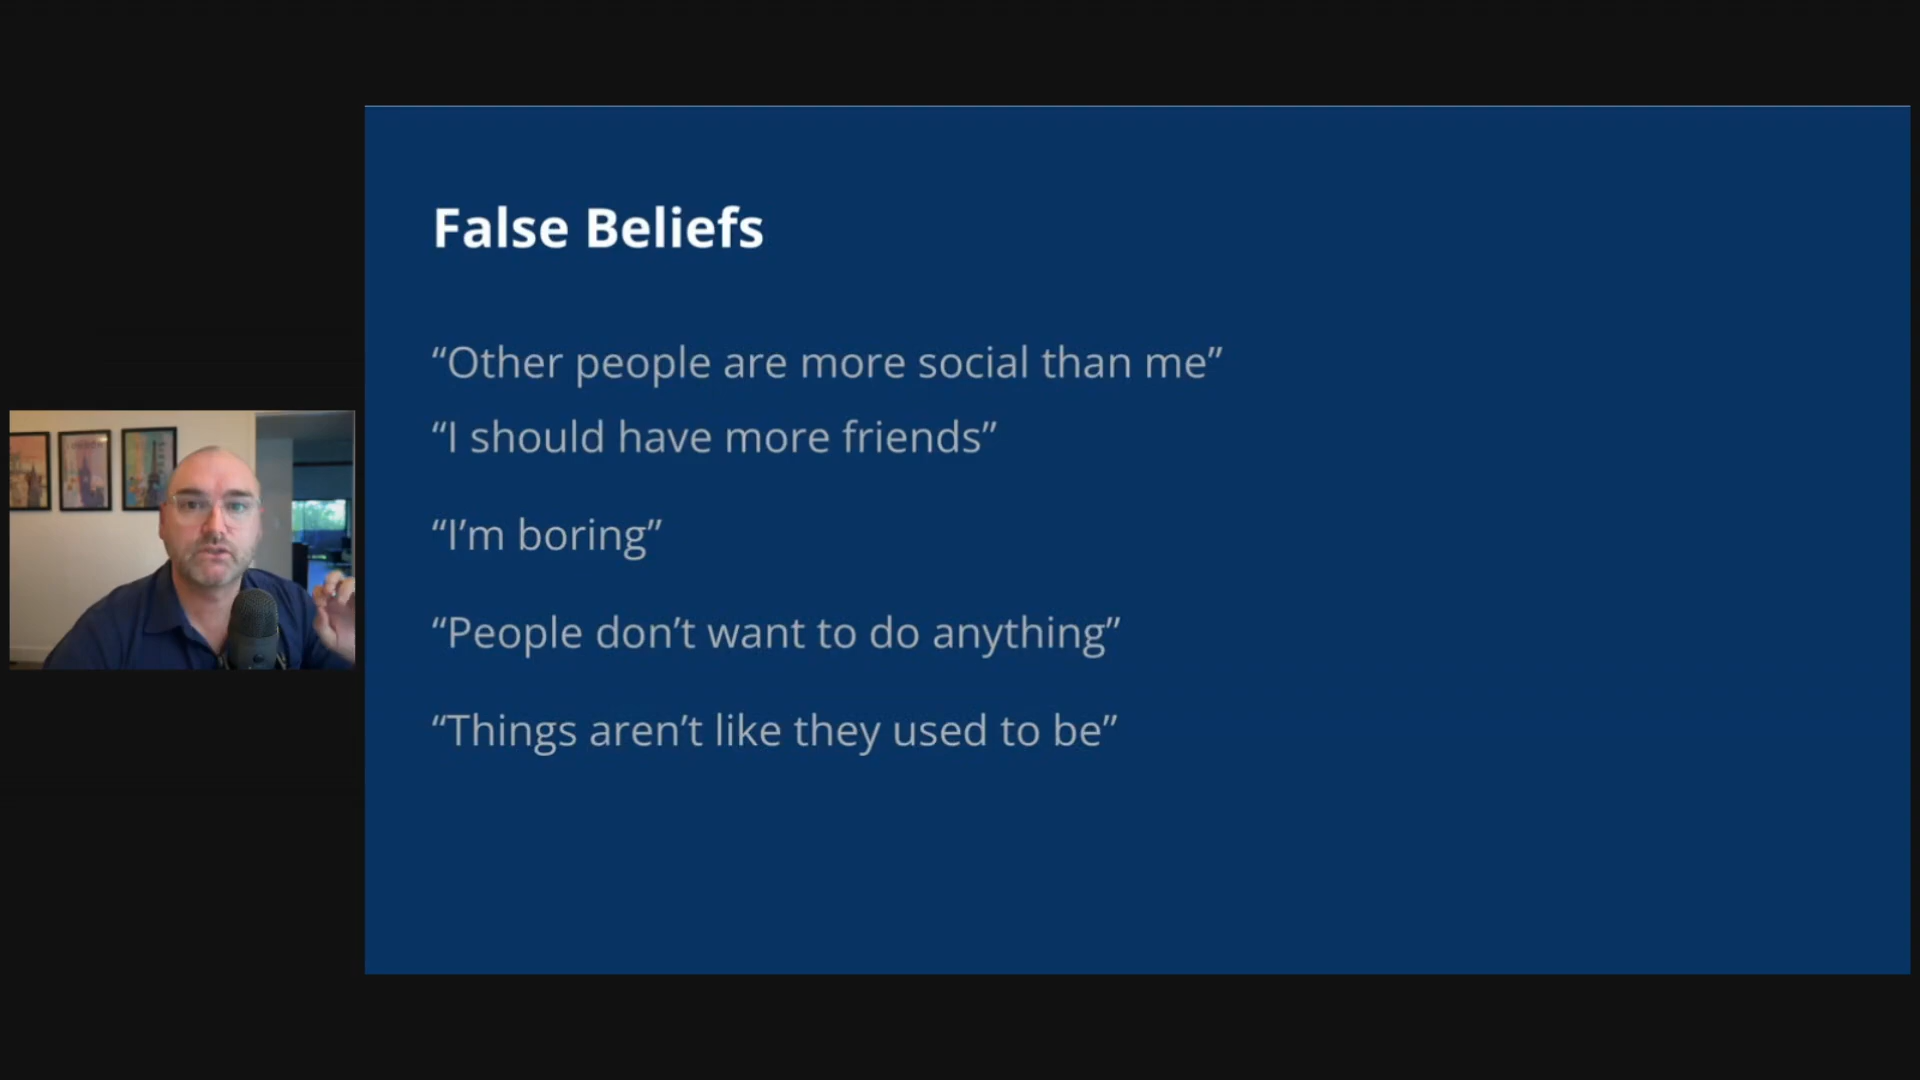 False Beliefs
“Other people are more social than me”
“I should have more friends”
“I’m boring”
“People don’t want to do anything”
“Things aren’t like they used to be”